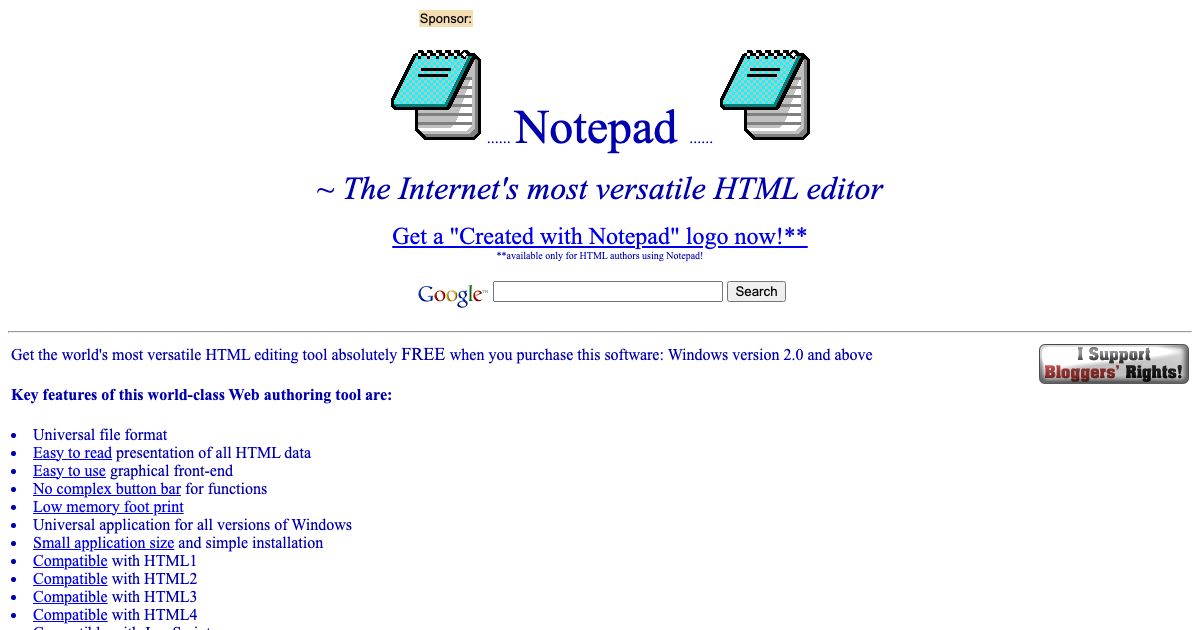 Sponsor:
...... Notepad ......
~ The Internet's most versatile HTML editor
Get a "Created with Notepad" logo now!**
**available only for HTML authors using Notepad!
Google™ Search
Get the world's most versatile HTML editing tool absolutely FREE when you purchase this software: Windows version 2.0 and above
I Support
Bloggers' Rights!
Key features of this world-class Web authoring tool are:
• Universal file format
• Easy to read presentation of all HTML data
• Easy to use graphical front-end
• No complex button bar for functions
• Low memory foot print
• Universal application for all versions of Windows
• Small application size and simple installation
• Compatible with HTML1
• Compatible with HTML2
• Compatible with HTML3
• Compatible with HTML4